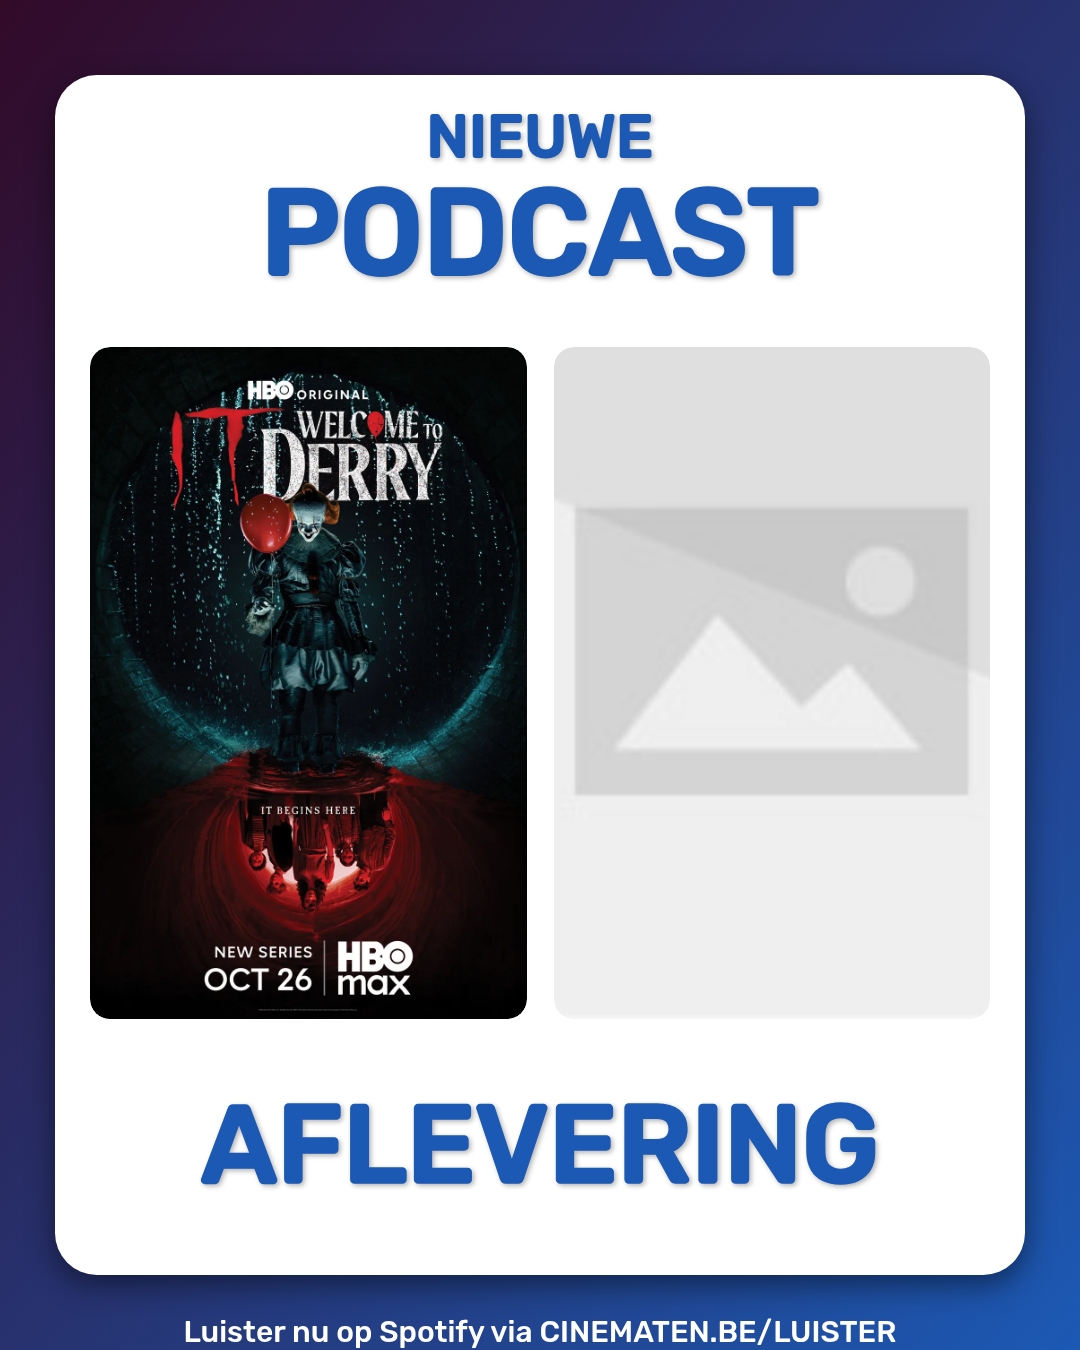 NIEUWE
PODCAST
HBO ORIGINAL
IT WELCOME TO
DERRY
IT BEGINS HERE
NEW SERIES
OCT 26
HBO
max
AFLEVERING
Luister nu op Spotify via CINEMATEN.BE/LUISTER